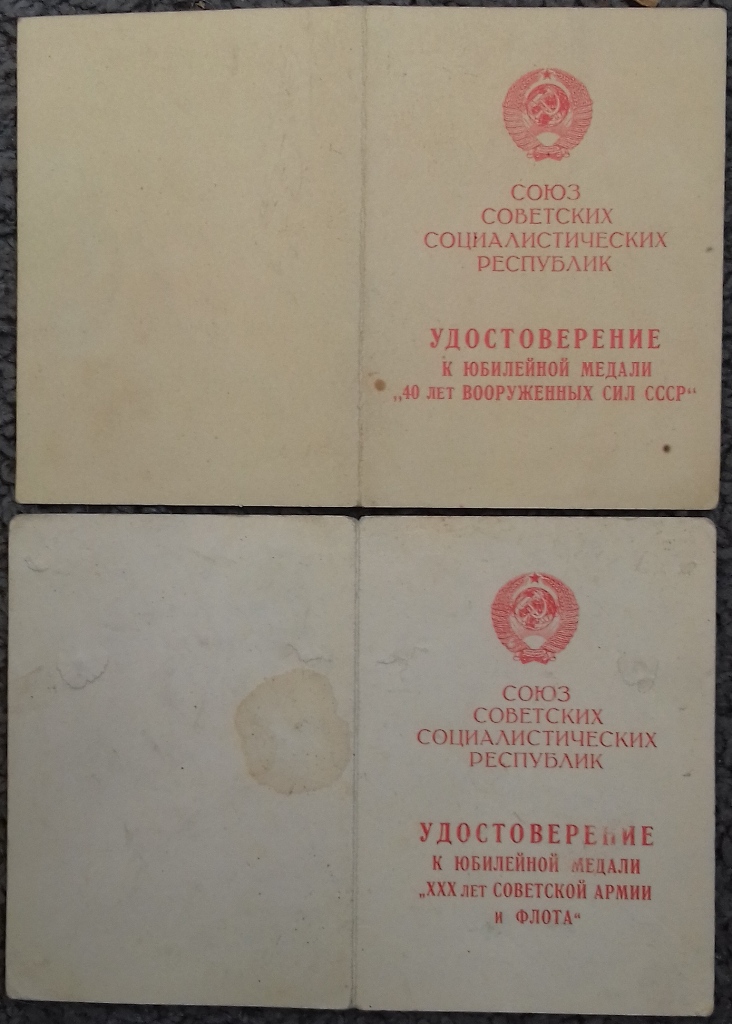 СОЮЗ
СОВЕТСКИХ
СОЦИАЛИСТИЧЕСКИХ
РЕСПУБЛИК
УДОСТОВЕРЕНИЕ
К ЮБИЛЕЙНОЙ МЕДАЛИ
„40 ЛЕТ ВООРУЖЕННЫХ СИЛ СССР“
СОЮЗ
СОВЕТСКИХ
СОЦИАЛИСТИЧЕСКИХ
РЕСПУБЛИК
УДОСТОВЕРЕНИЕ
К ЮБИЛЕЙНОЙ МЕДАЛИ
„XXX ЛЕТ СОВЕТСКОЙ АРМИИ
И ФЛОТА“